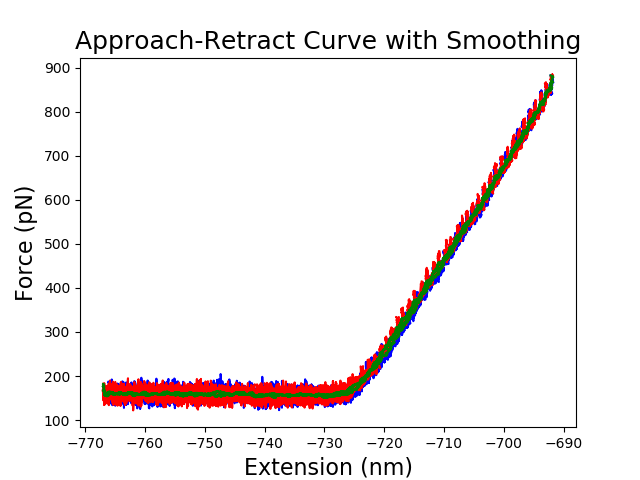 Approach-Retract Curve with Smoothing
900
800
700
600
500
400
300
200
100
Force (pN)
−770 −760 −750 −740 −730 −720 −710 −700 −690
Extension (nm)